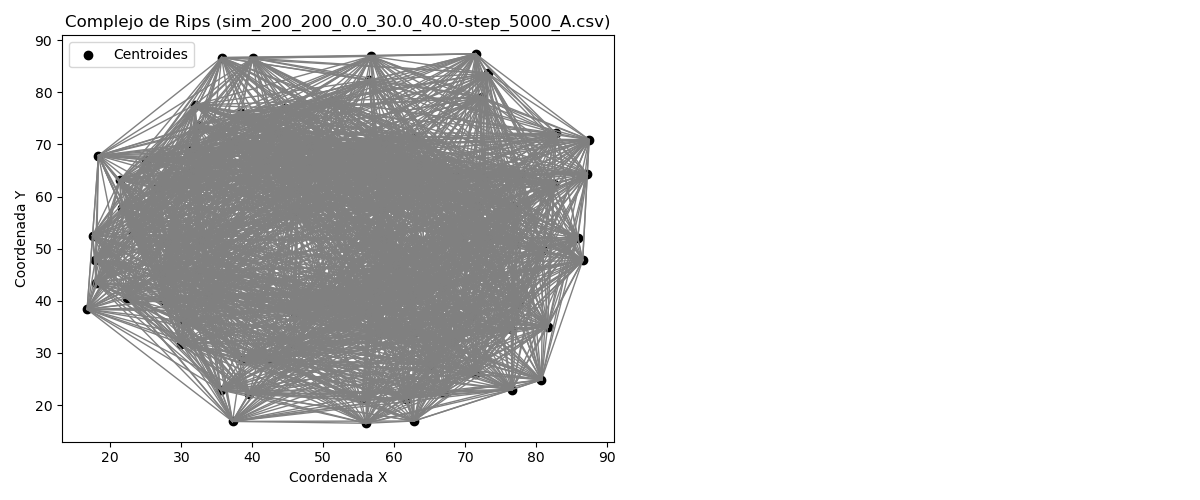 Complejo de Rips (sim_200_200_0.0_30.0_40.0-step_5000_A.csv)
Centroides
90
80
70
60
50
40
30
20
Coordenada Y
20 30 40 50 60 70 80 90
Coordenada X